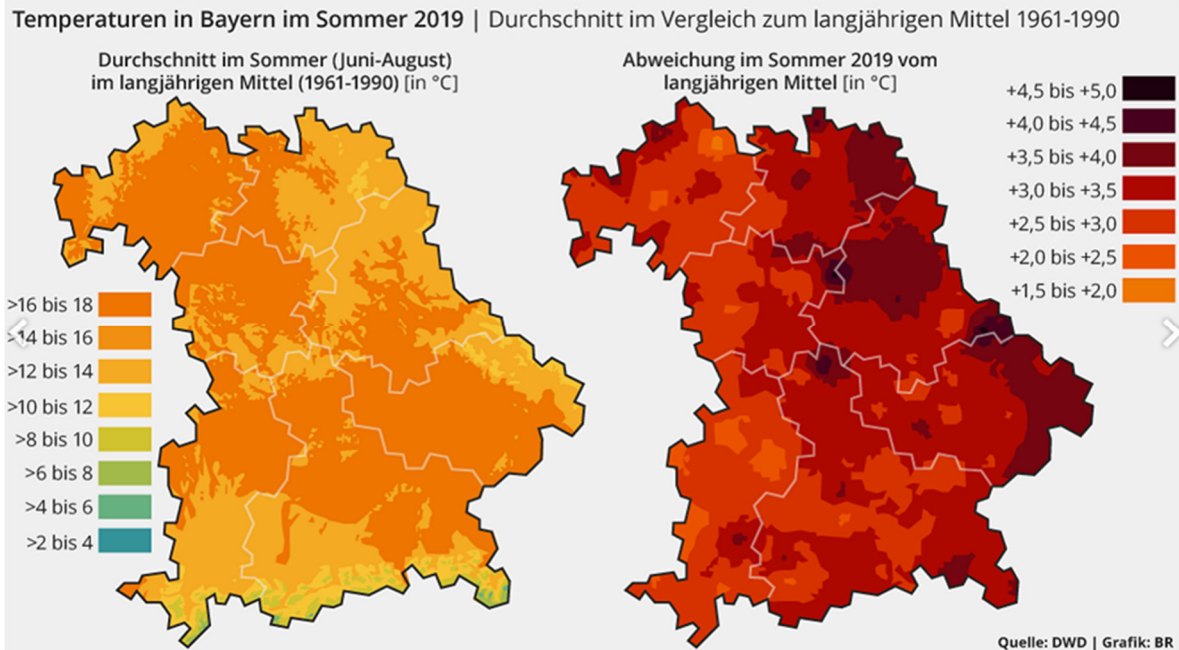 Temperaturen in Bayern im Sommer 2019 | Durchschnitt im Vergleich zum langjährigen Mittel 1961-1990
Durchschnitt im Sommer (Juni-August)
im langjährigen Mittel (1961-1990) [in °C]
>16 bis 18
>14 bis 16
>12 bis 14
>10 bis 12
>8 bis 10
>6 bis 8
>4 bis 6
>2 bis 4
Abweichung im Sommer 2019 vom
langjährigen Mittel [in °C]
+4,5 bis +5,0
+4,0 bis +4,5
+3,5 bis +4,0
+3,0 bis +3,5
+2,5 bis +3,0
+2,0 bis +2,5
+1,5 bis +2,0
Quelle: DWD | Grafik: BR